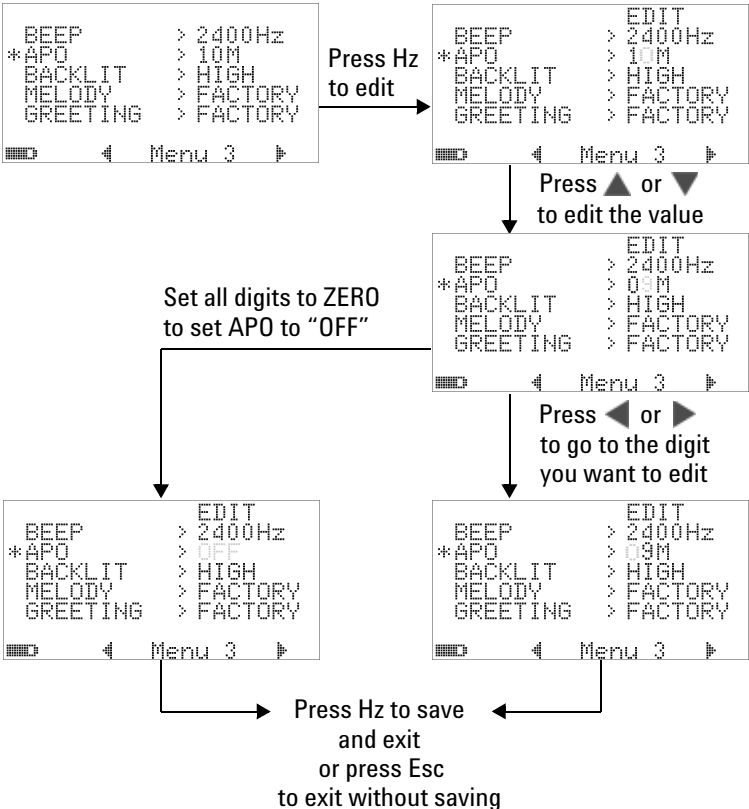 BEEP > 2400Hz
*APO > 10M
BACKLIT > HIGH
MELODY > FACTORY
GREETING > FACTORY
Menu 3
Press Hz
to edit
EDIT
BEEP > 2400Hz
*APO > 10M
BACKLIT > HIGH
MELODY > FACTORY
GREETING > FACTORY
Menu 3
Press ▲ or ▼
to edit the value
EDIT
BEEP > 2400Hz
*APO > 09M
BACKLIT > HIGH
MELODY > FACTORY
GREETING > FACTORY
Menu 3
Set all digits to ZERO
to set APO to “OFF”
Press ◀ or ▶
to go to the digit
you want to edit
EDIT
BEEP > 2400Hz
*APO > OFF
BACKLIT > HIGH
MELODY > FACTORY
GREETING > FACTORY
Menu 3
EDIT
BEEP > 2400Hz
*APO > 09M
BACKLIT > HIGH
MELODY > FACTORY
GREETING > FACTORY
Menu 3
Press Hz to save
and exit
or press Esc
to exit without saving